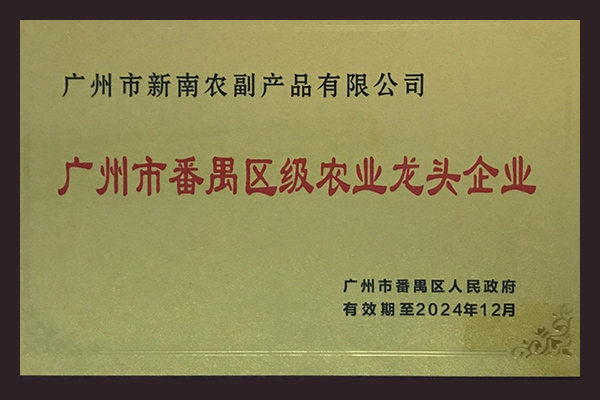 广州市新南农副产品有限公司
广州市番禺区级农业龙头企业
广州市番禺区人民政府
有效期至2024年12月